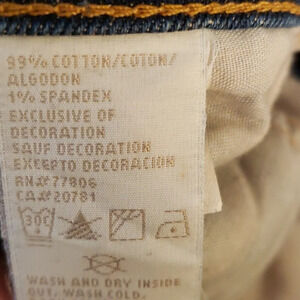 99% COTTON/COTON/
ALGODON
1% SPANDEX
EXCLUSIVE OF
DECORATION
SAUF DECORATION
EXCEPTO DECORACION
RN#77806
CA#20781
30C
WASH AND DRY INSIDE
OUT. WASH COLD.